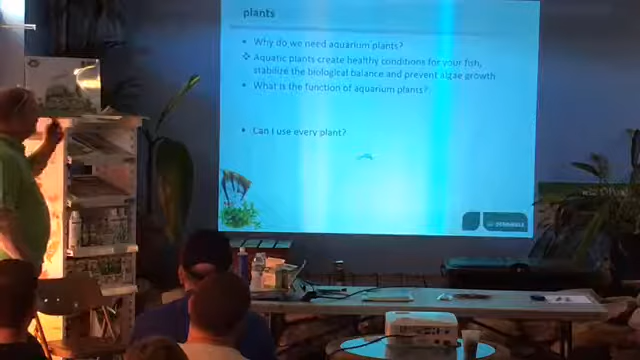 plants
• Why do we need aquarium plants?
❖ Aquatic plants create healthy conditions for your fish,
stabilize the biological balance and prevent algae growth
• What is the function of aquarium plants?
• Can I use every plant?
DENNERLE